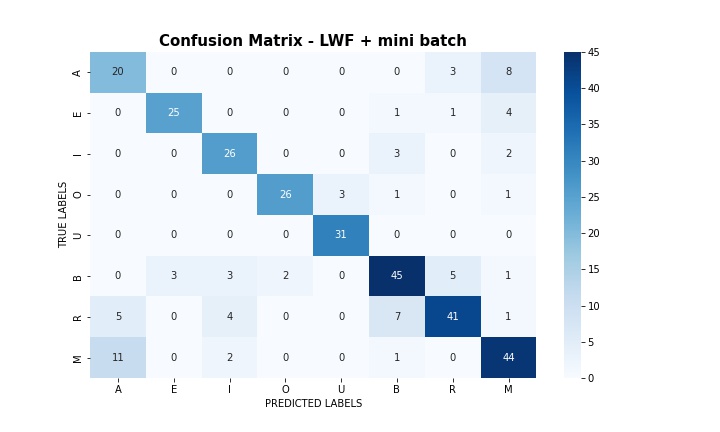 Confusion Matrix - LWF + mini batch
TRUE LABELS
A 20 0 0 0 0 0 3 8
E 0 25 0 0 0 1 1 4
I 0 0 26 0 0 3 0 2
O 0 0 0 26 3 1 0 1
U 0 0 0 0 31 0 0 0
B 0 3 3 2 0 45 5 1
R 5 0 4 0 0 7 41 1
M 11 0 2 0 0 1 0 44
A E I O U B R M
PREDICTED LABELS
45
40
35
30
25
20
15
10
5
0